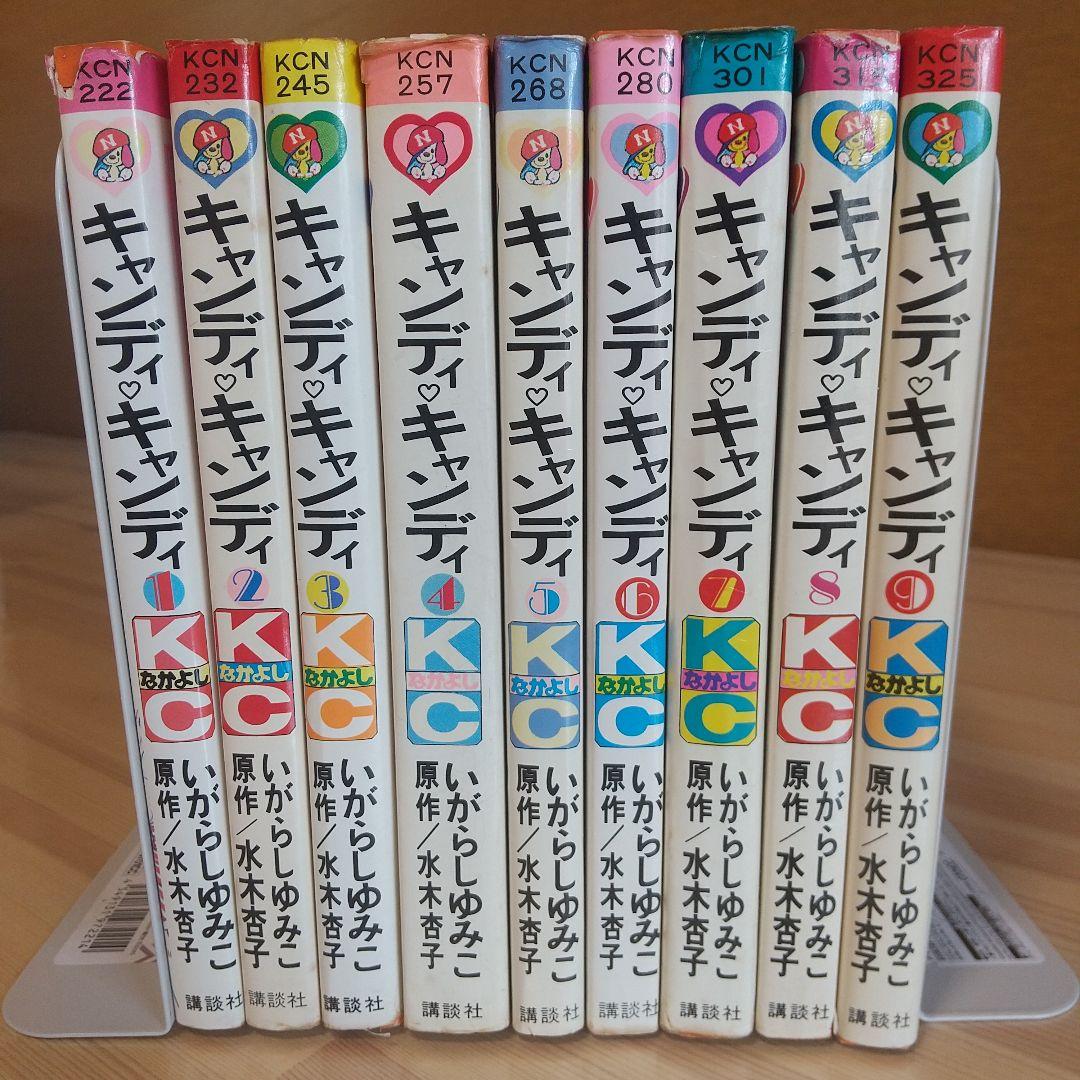 KCN
222
N
キャンディ♡キャンディ
1
K
なかよし
C
いがらしゆみこ
原作/水木杏子
講談社
KCN
232
N
キャンディ♡キャンディ
2
K
なかよし
C
いがらしゆみこ
原作/水木杏子
講談社
KCN
245
N
キャンディ♡キャンディ
3
K
なかよし
C
いがらしゆみこ
原作/水木杏子
講談社
KCN
257
N
キャンディ♡キャンディ
4
K
なかよし
C
いがらしゆみこ
原作/水木杏子
講談社
KCN
268
N
キャンディ♡キャンディ
5
K
なかよし
C
いがらしゆみこ
原作/水木杏子
講談社
KCN
280
N
キャンディ♡キャンディ
6
K
なかよし
C
いがらしゆみこ
原作/水木杏子
講談社
KCN
301
N
キャンディ♡キャンディ
7
K
なかよし
C
いがらしゆみこ
原作/水木杏子
講談社
KCN
N
キャンディ♡キャンディ
8
K
なかよし
C
いがらしゆみこ
原作/水木杏子
講談社
KCN
325
N
キャンディ♡キャンディ
9
K
なかよし
C
いがらしゆみこ
原作/水木杏子
講談社